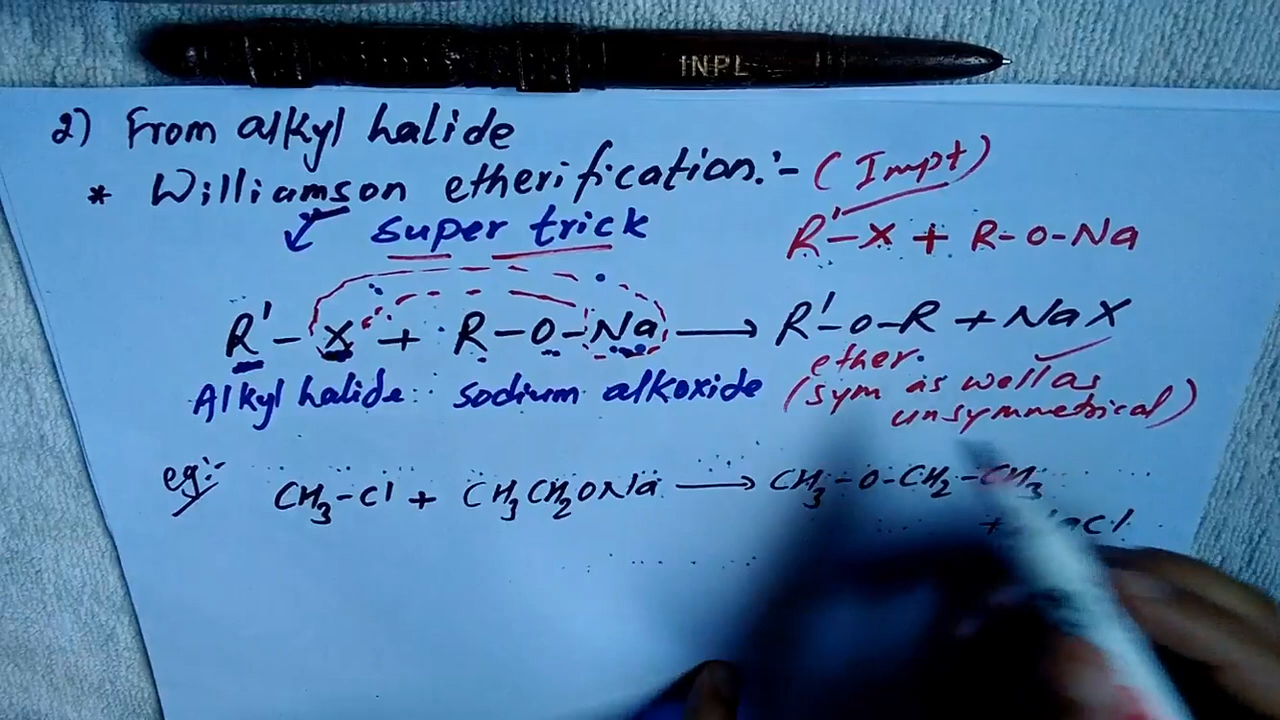 INPL
2) From alkyl halide
* Williamson etherification:- (Impt)
super trick
R'-X + R-O-Na
R'-X + R-O-Na ⟶ R'-O-R + NaX
ether.
Alkyl halide sodium alkoxide (sym as well as
unsymmetrical)
eg:- CH₃-Cl + CH₃CH₂ONa ⟶ CH₃-O-CH₂-CH₃
+